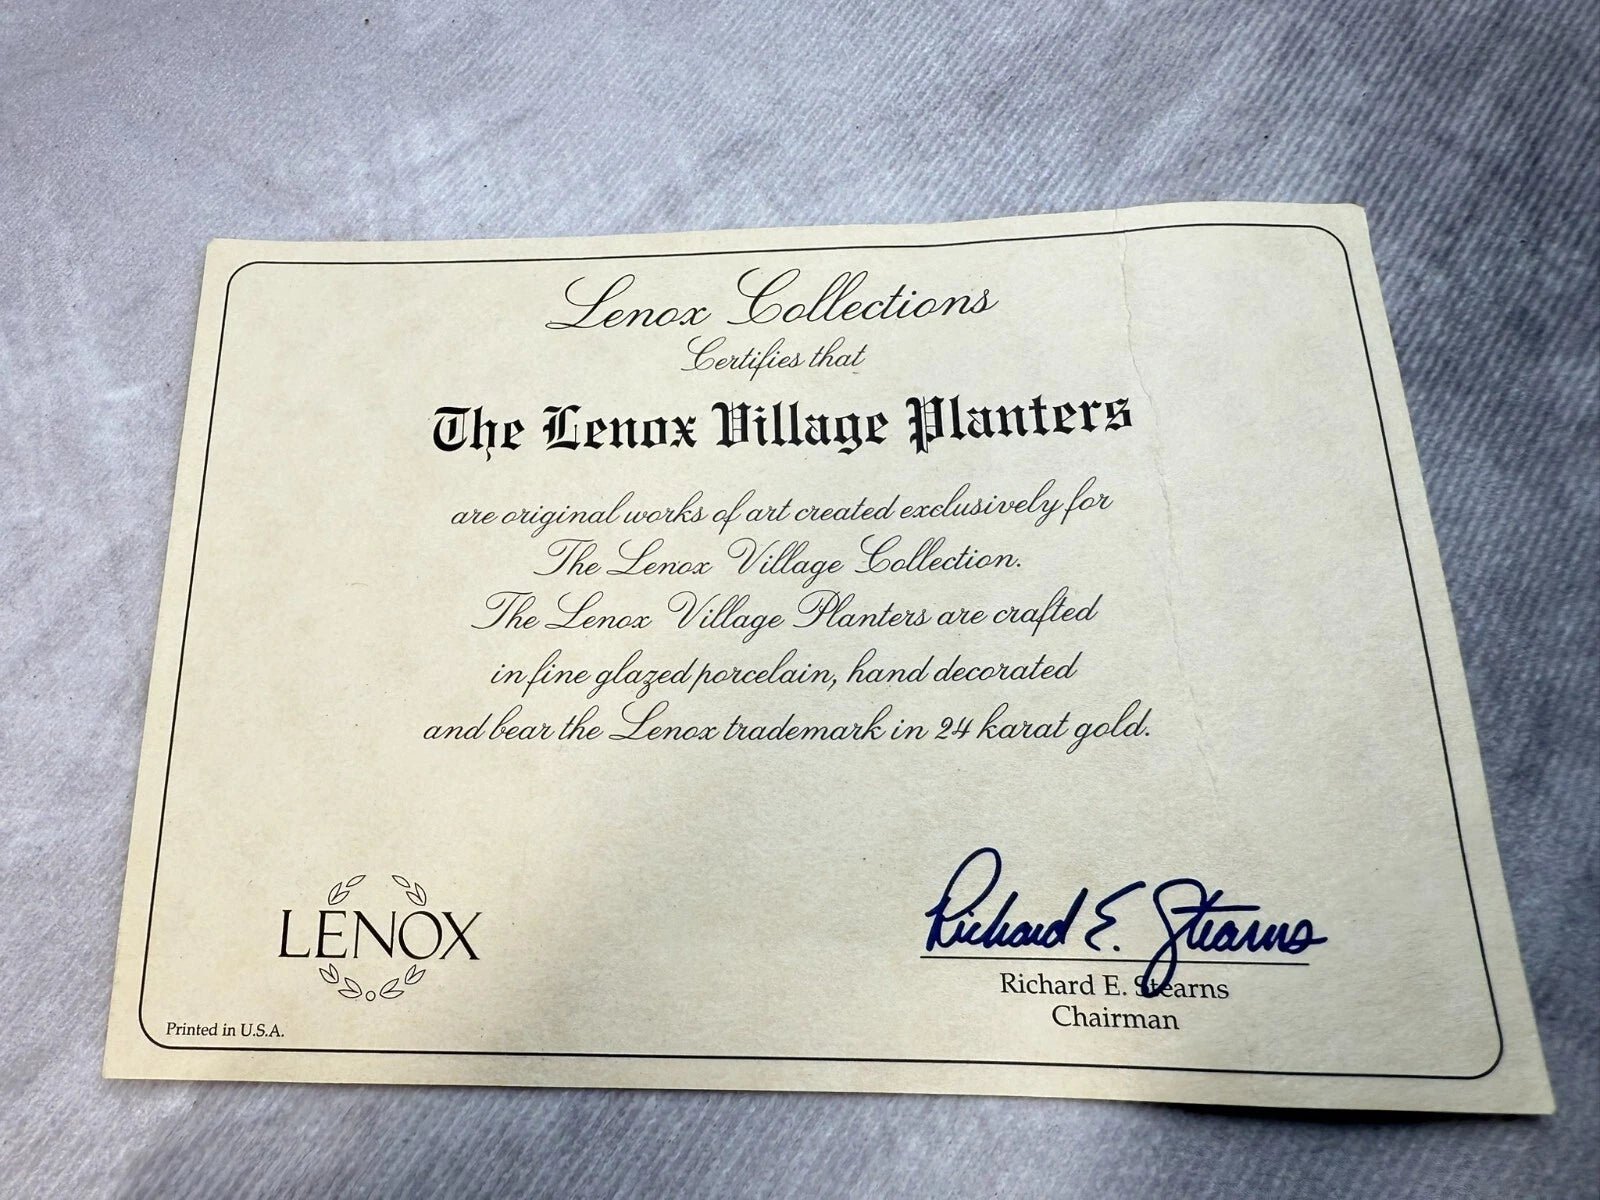 Lenox Collections
Certifies that
The Lenox Village Planters
are original works of art created exclusively for
The Lenox Village Collection.
The Lenox Village Planters are crafted
in fine glazed porcelain, hand decorated
and bear the Lenox trademark in 24 karat gold.
LENOX
Printed in U.S.A.
Richard E. Stearns
Richard E. Stearns
Chairman